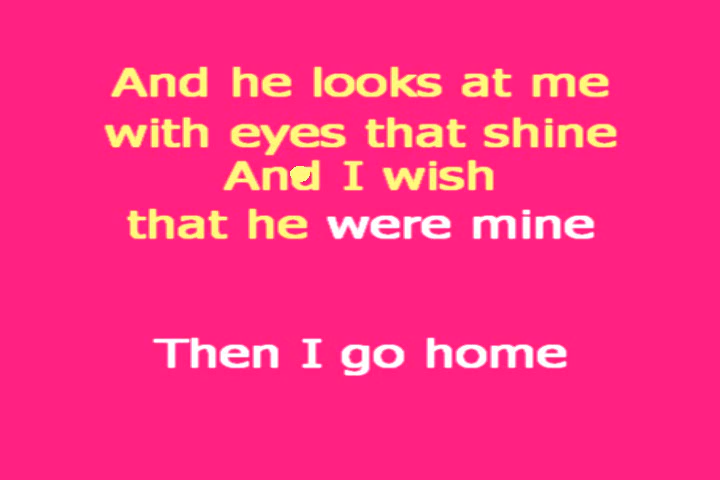 And he looks at me
with eyes that shine
And I wish
that he were mine
Then I go home